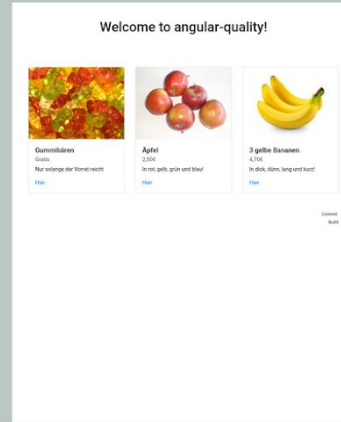 Welcome to angular-quality!
Gummibären
Gratis
Nur solange der Vorrat reicht
Hier
Äpfel
2,50€
In rot, gelb, grün und blau!
Hier
3 gelbe Bananen
4,70€
In dick, dünn, lang und kurz!
Hier
Commit
Build